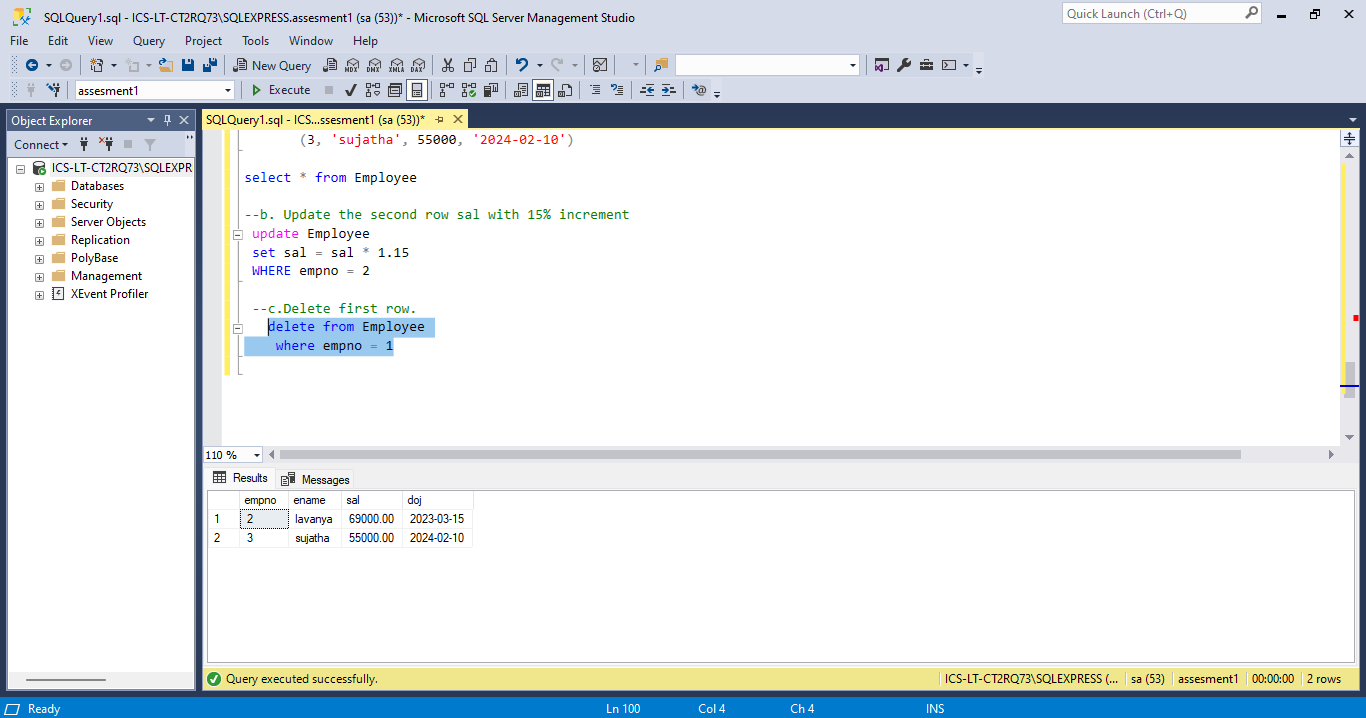 SQLQuery1.sql - ICS-LT-CT2RQ73\SQLEXPRESS.assesment1 (sa (53))* - Microsoft SQL Server Management Studio
Quick Launch (Ctrl+Q)
File Edit View Query Project Tools Window Help
New Query MDX DMX XMLA DAX
assesment1 Execute
Object Explorer
SQLQuery1.sql - ICS...ssesment1 (sa (53))*
Connect
ICS-LT-CT2RQ73\SQLEXPR
Databases
Security
Server Objects
Replication
PolyBase
Management
XEvent Profiler
(3, 'sujatha', 55000, '2024-02-10')
select * from Employee
--b. Update the second row sal with 15% increment
update Employee
set sal = sal * 1.15
WHERE empno = 2
--c.Delete first row.
delete from Employee
where empno = 1
110 %
Results Messages
empno ename sal doj
1 2 lavanya 69000.00 2023-03-15
2 3 sujatha 55000.00 2024-02-10
Query executed successfully.
ICS-LT-CT2RQ73\SQLEXPRESS (... sa (53) assesment1 00:00:00 2 rows
Ready Ln 100 Col 4 Ch 4 INS